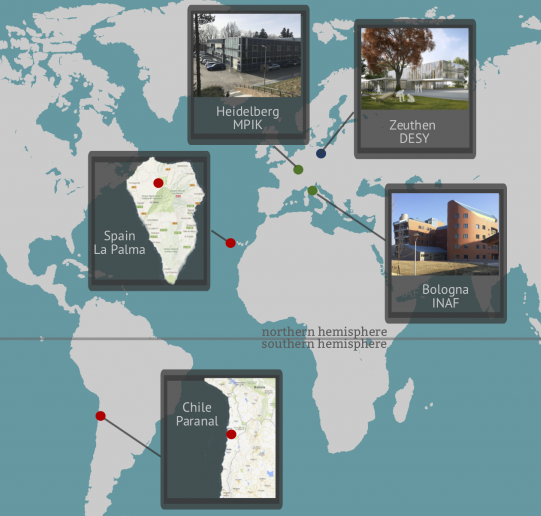 Heidelberg
MPIK
Zeuthen
DESY
Spain
La Palma
Bologna
INAF
northern hemisphere
southern hemisphere
Chile
Paranal